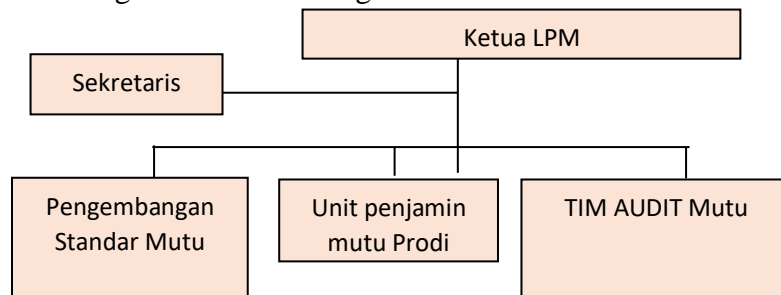 Ketua LPM
Sekretaris
Pengembangan
Standar Mutu
Unit penjamin
mutu Prodi
TIM AUDIT Mutu